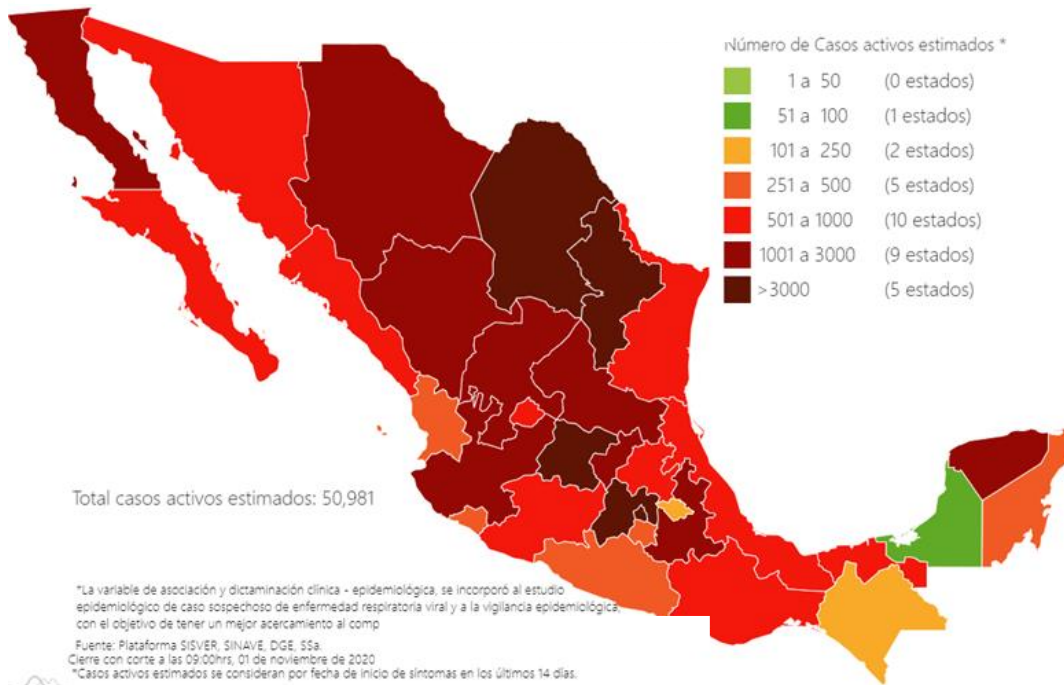 Número de Casos activos estimados *
1 a 50 (0 estados)
51 a 100 (1 estados)
101 a 250 (2 estados)
251 a 500 (5 estados)
501 a 1000 (10 estados)
1001 a 3000 (9 estados)
>3000 (5 estados)
Total casos activos estimados: 50,981
*La variable de asociación y dictaminación clínica - epidemiológica, se incorporó al estudio
epidemiológico de caso sospechoso de enfermedad respiratoria viral y a la vigilancia epidemiológica,
con el objetivo de tener un mejor acercamiento al comp
Fuente: Plataforma SISVER, SINAVE, DGE, SSa.
Cierre con corte a las 09:00hrs, 01 de noviembre de 2020
*Casos activos estimados se consideran por fecha de inicio de síntomas en los últimos 14 días.